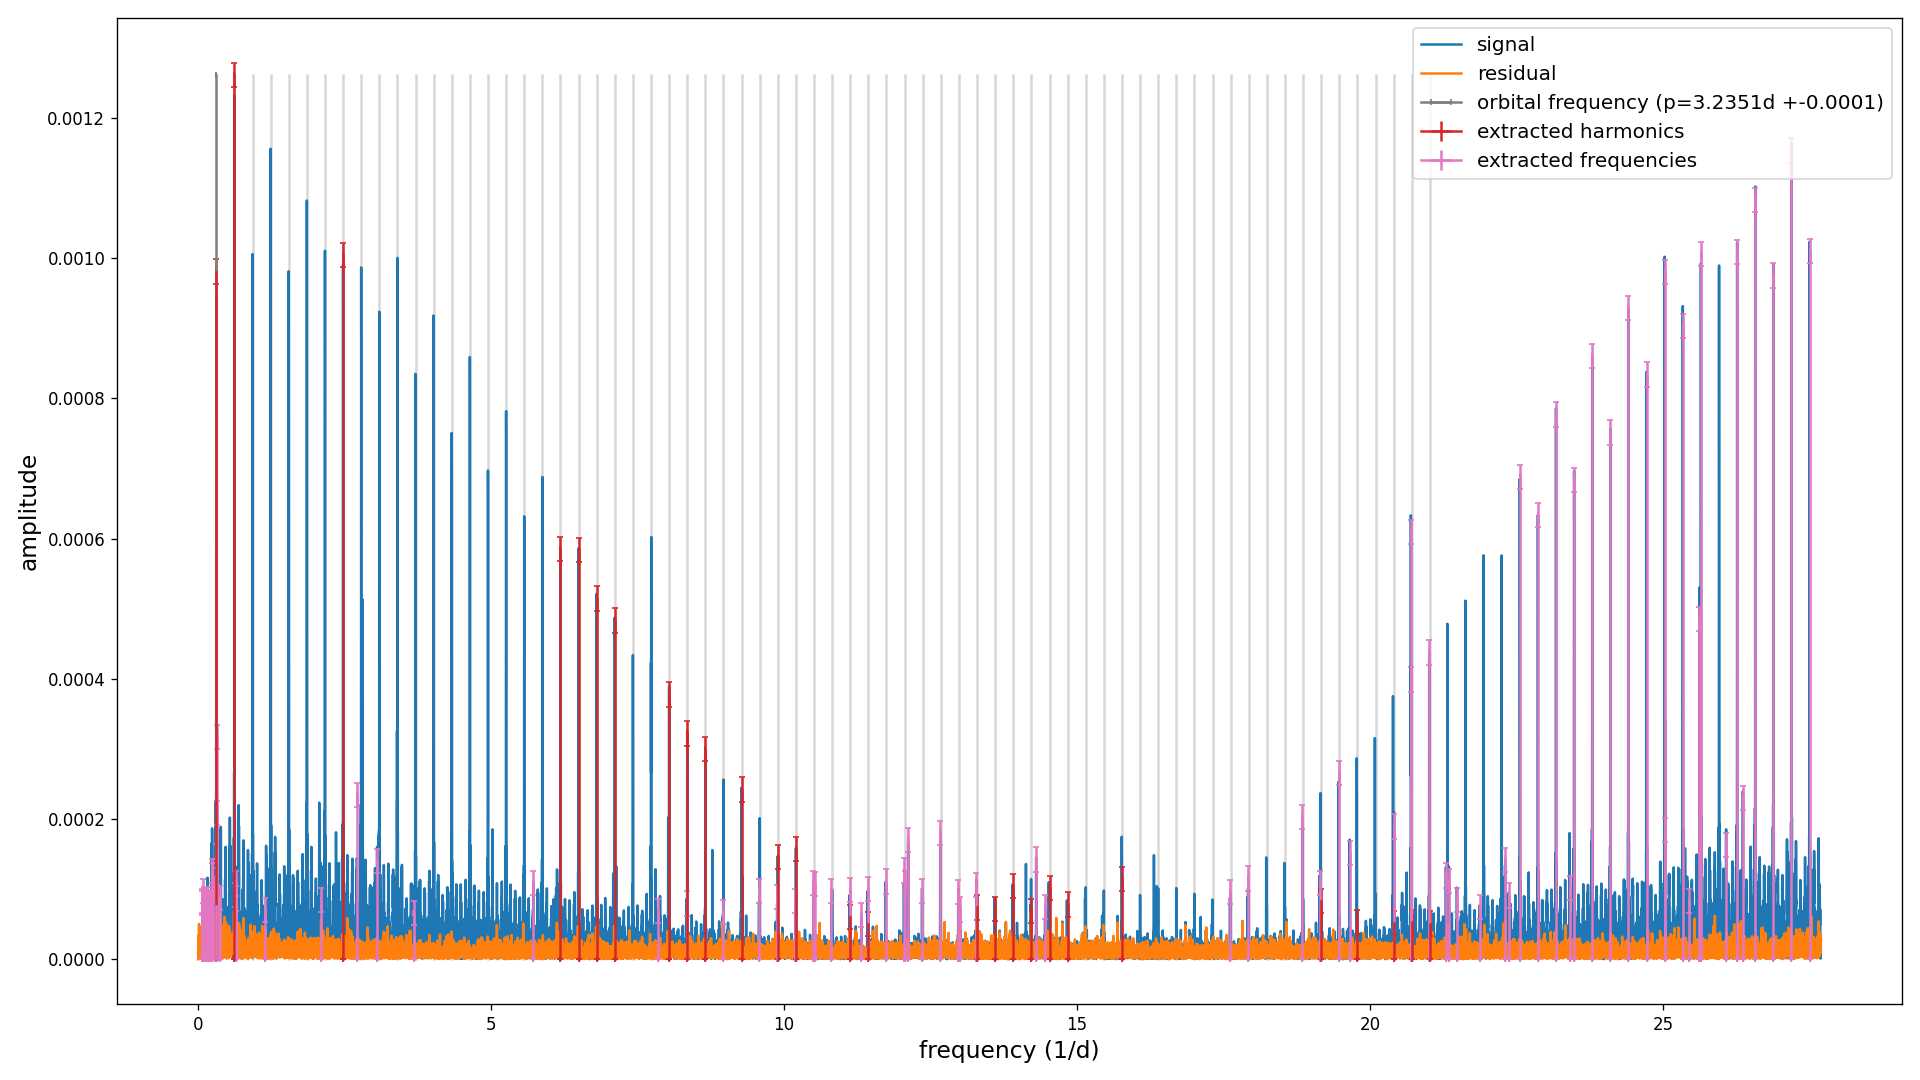 signal
residual
orbital frequency (p=3.2351d +-0.0001)
extracted harmonics
extracted frequencies
0.0012
0.0010
0.0008
0.0006
0.0004
0.0002
0.0000
amplitude
0 5 10 15 20 25
frequency (1/d)